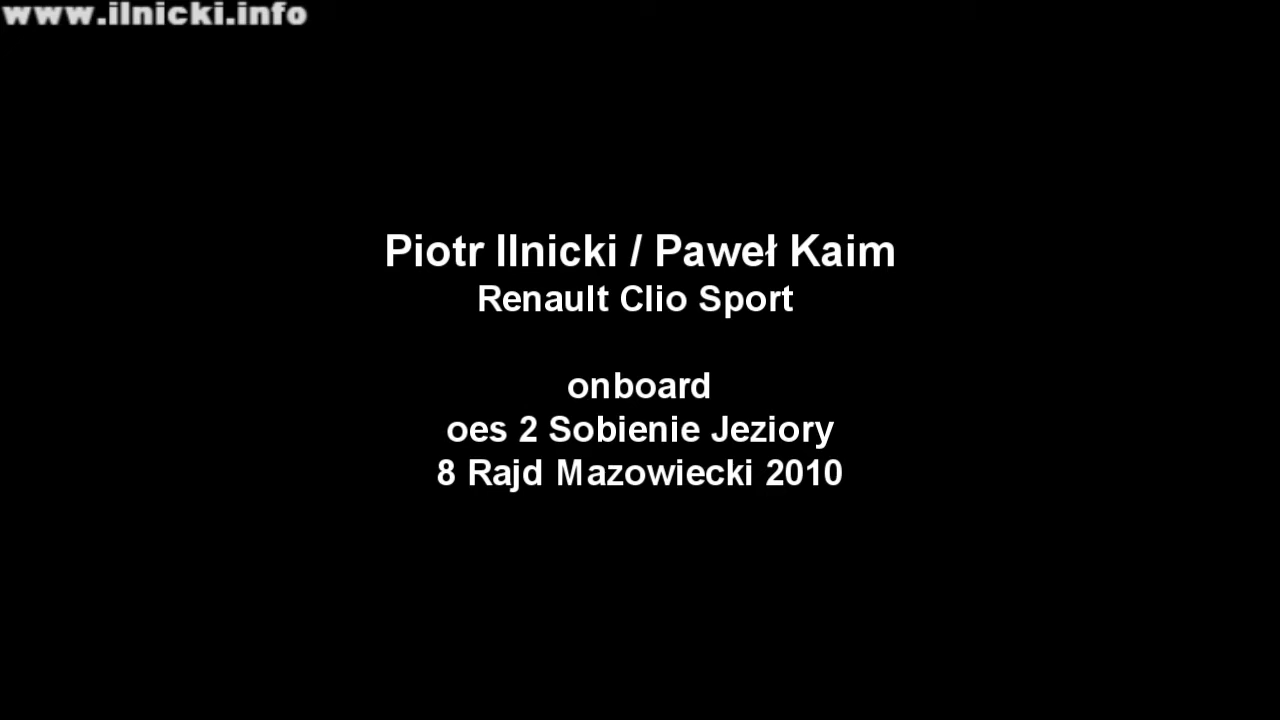 www.ilnicki.info
Piotr Ilnicki / Paweł Kaim
Renault Clio Sport
onboard
oes 2 Sobienie Jeziory
8 Rajd Mazowiecki 2010